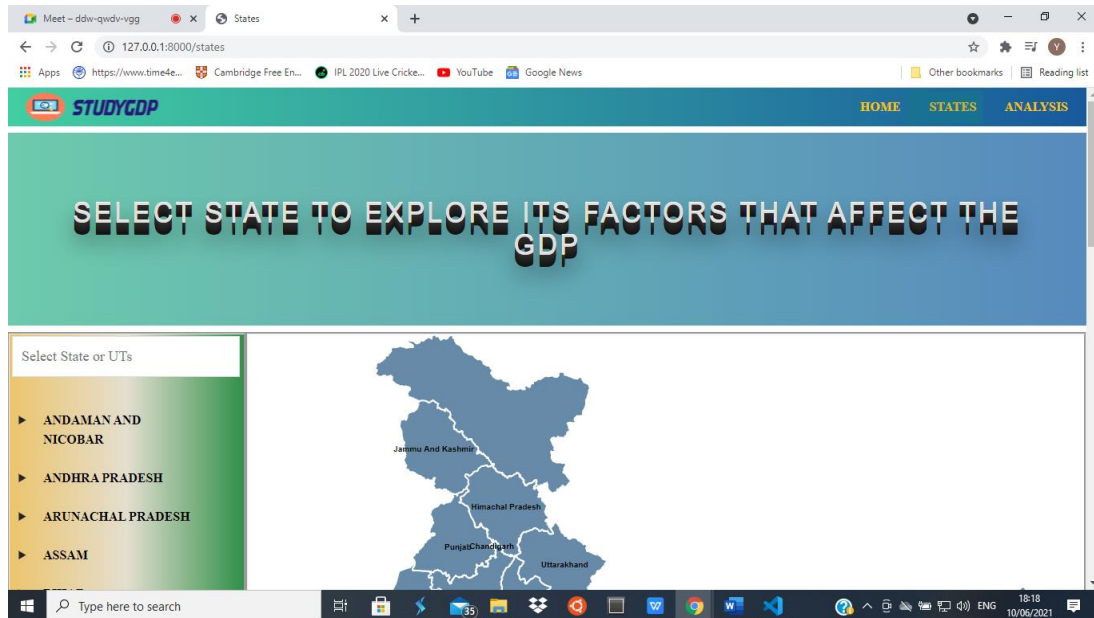 Meet – ddw-qwdv-vgg
States
127.0.0.1:8000/states
Y
Apps
https://www.time4e...
Cambridge Free En...
IPL 2020 Live Cricke...
YouTube
Google News
Other bookmarks
Reading list
STUDYGDP
HOME
STATES
ANALYSIS
SELECT STATE TO EXPLORE ITS FACTORS THAT AFFECT THE
GDP
Select State or UTs
ANDAMAN AND
NICOBAR
ANDHRA PRADESH
ARUNACHAL PRADESH
ASSAM
Jammu And Kashmir
Himachal Pradesh
Punjab
Chandigarh
Uttarakhand
Type here to search
35
ENG
18:18
10/06/2021